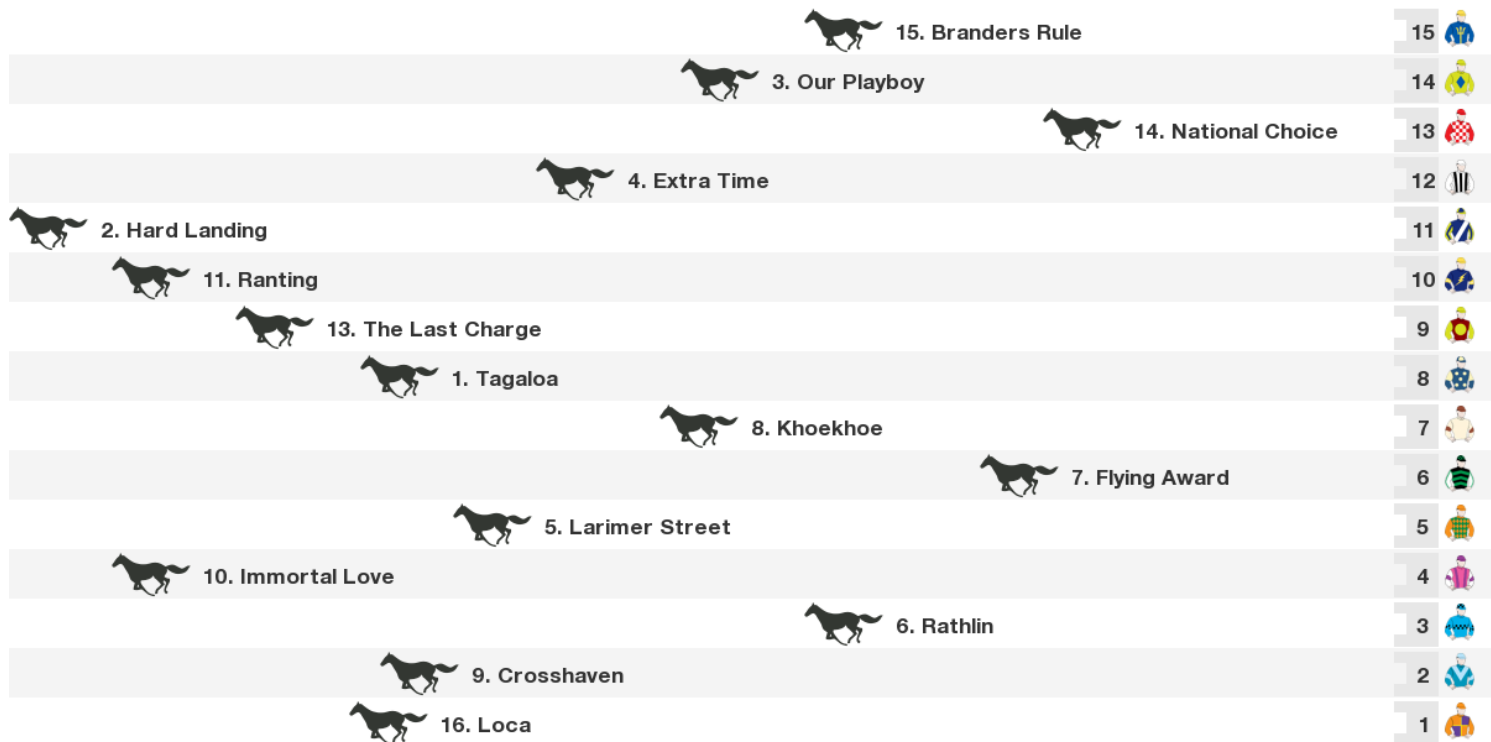 15. Branders Rule 15
3. Our Playboy 14
14. National Choice 13
4. Extra Time 12
2. Hard Landing 11
11. Ranting 10
13. The Last Charge 9
1. Tagaloa 8
8. Khoekhoe 7
7. Flying Award 6
5. Larimer Street 5
10. Immortal Love 4
6. Rathlin 3
9. Crosshaven 2
16. Loca 1